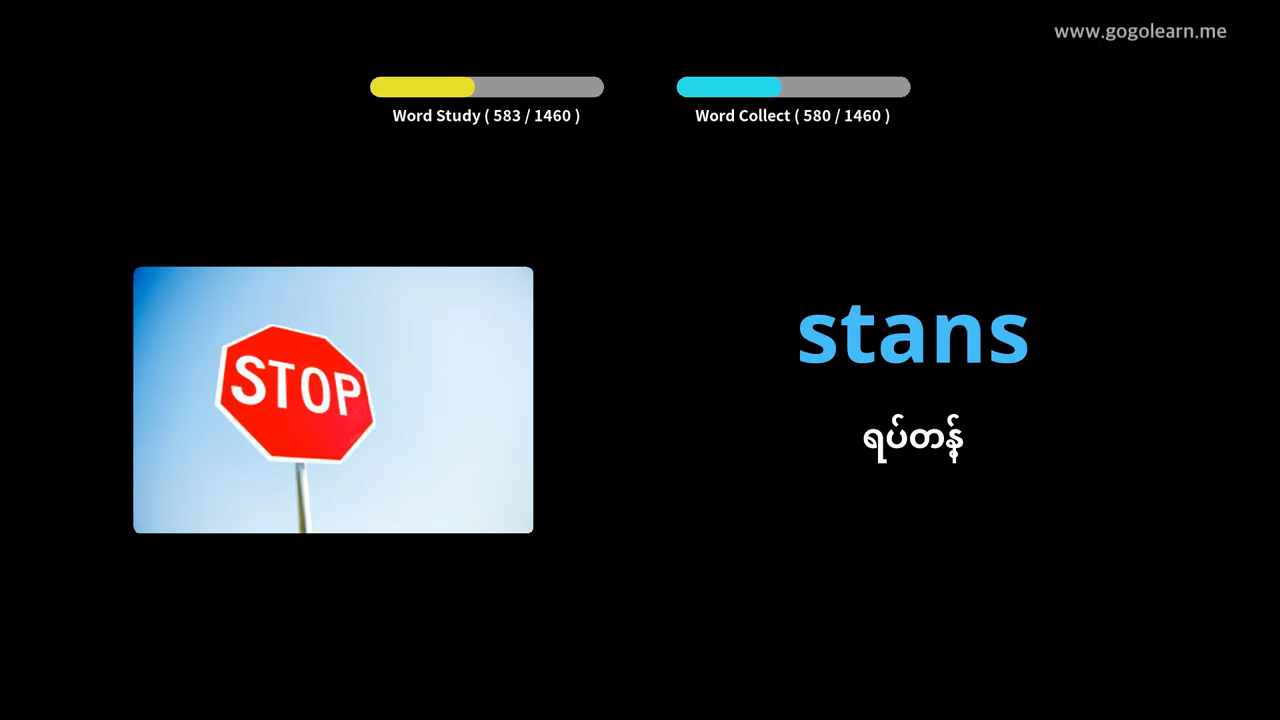 www.gogolearn.me
Word Study ( 583 / 1460 )
Word Collect ( 580 / 1460 )
STOP
stans
ရပ်တန့်